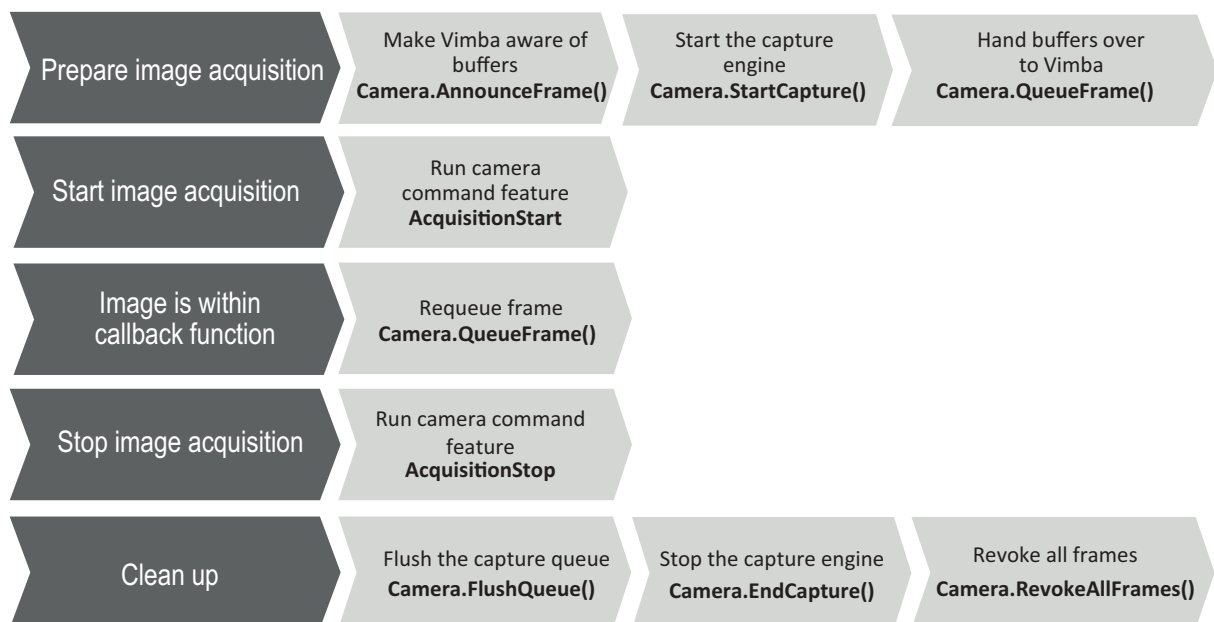 Prepare image acquisition
Make Vimba aware of
buffers
Camera.AnnounceFrame()
Start the capture
engine
Camera.StartCapture()
Hand buffers over
to Vimba
Camera.QueueFrame()
Start image acquisition
Run camera
command feature
AcquisitionStart
Image is within
callback function
Requeue frame
Camera.QueueFrame()
Stop image acquisition
Run camera command
feature
AcquisitionStop
Clean up
Flush the capture queue
Camera.FlushQueue()
Stop the capture engine
Camera.EndCapture()
Revoke all frames
Camera.RevokeAllFrames()